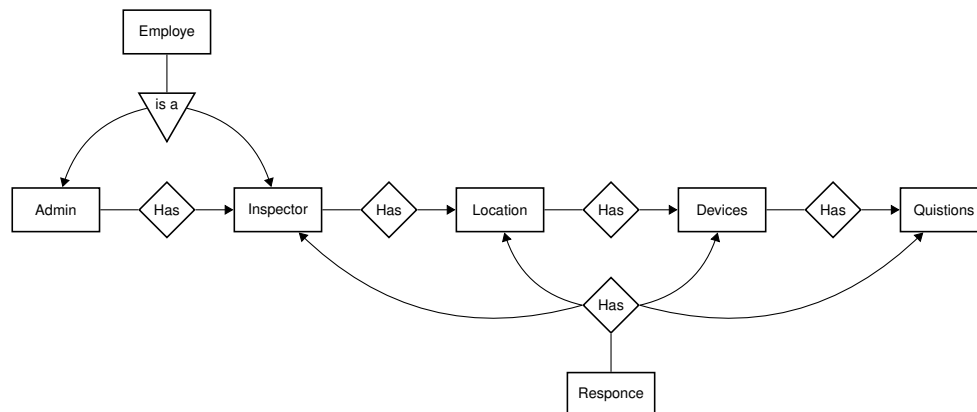 Employe
is a
Admin
Has
Inspector
Has
Location
Has
Devices
Has
Quistions
Has
Responce